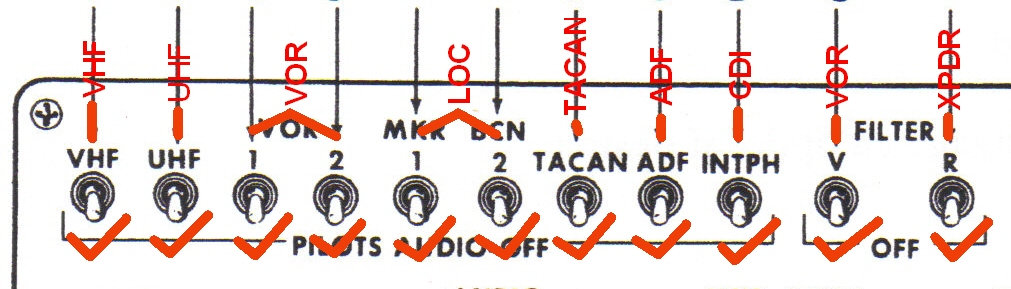 VHF UHF VOR LOC TACAN ADF CDI VOR XPDR
VOR MKR BCN FILTER
VHF UHF 1 2 1 2 TACAN ADF INTPH V R
PILOTS AUDIO OFF OFF